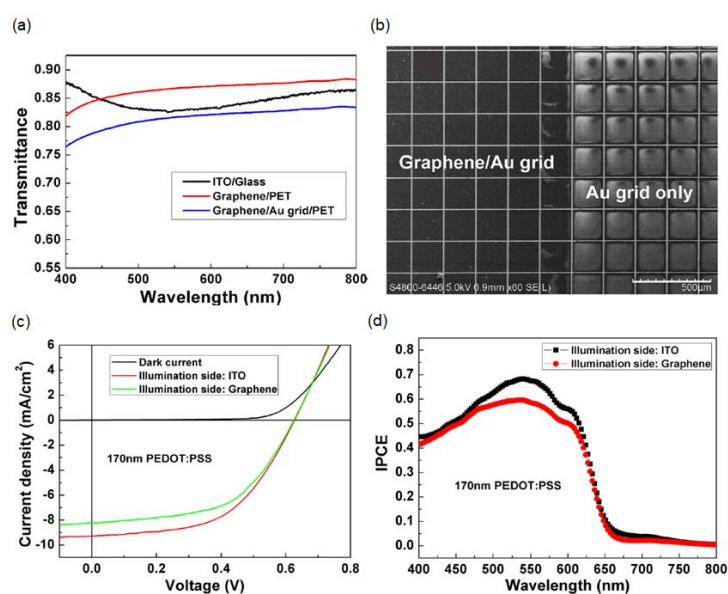 (a)
0.90
0.85
0.80
0.75
0.70
0.65
0.60
0.55
Transmittance
ITO/Glass
Graphene/PET
Graphene/Au grid/PET
400 500 600 700 800
Wavelength (nm)
(b)
Graphene/Au grid
Au grid only
S4800-6446 5.0kV 6.9mm x60 SE(L)
500µm
(c)
6
4
2
0
-2
-4
-6
-8
-10
Current density (mA/cm²)
Dark current
Illumination side: ITO
Illumination side: Graphene
170nm PEDOT:PSS
0.0 0.2 0.4 0.6 0.8
Voltage (V)
(d)
0.8
0.7
0.6
0.5
0.4
0.3
0.2
0.1
0.0
IPCE
Illumination side: ITO
Illumination side: Graphene
170nm PEDOT:PSS
400 450 500 550 600 650 700 750 800
Wavelength (nm)